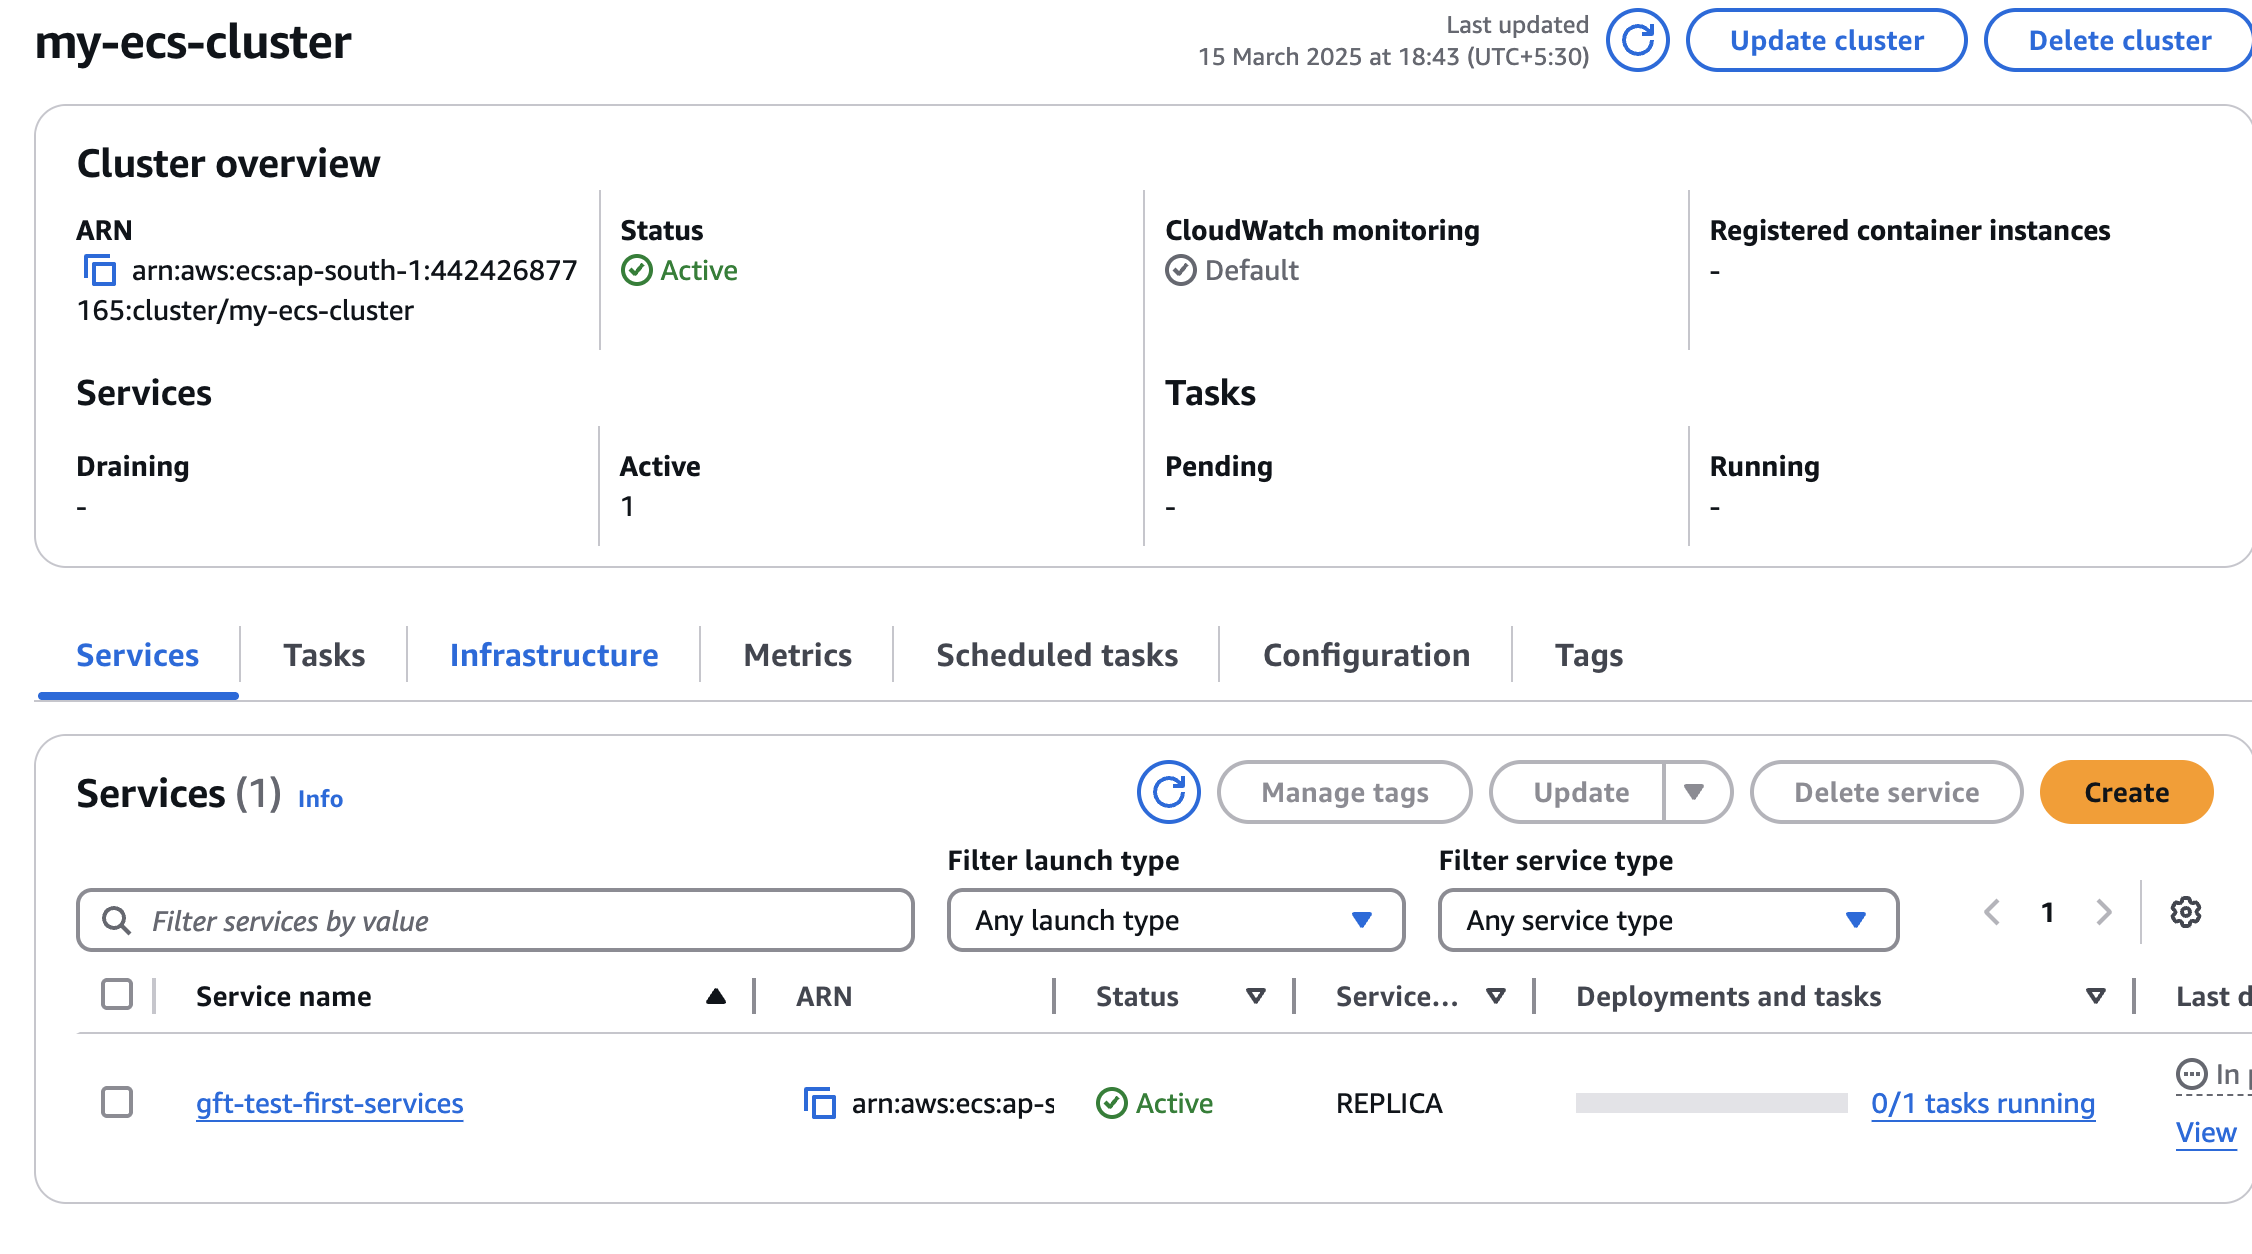 my-ecs-cluster
Last updated
15 March 2025 at 18:43 (UTC+5:30)
Update cluster
Delete cluster
Cluster overview
ARN
arn:aws:ecs:ap-south-1:442426877
165:cluster/my-ecs-cluster
Status
Active
CloudWatch monitoring
Default
Registered container instances
-
Services
Tasks
Draining
-
Active
1
Pending
-
Running
-
Services Tasks Infrastructure Metrics Scheduled tasks Configuration Tags
Services (1) Info
Manage tags
Update
Delete service
Create
Filter launch type
Filter service type
Filter services by value
Any launch type
Any service type
1
Service name ARN Status Service... Deployments and tasks Last d
gft-test-first-services arn:aws:ecs:ap-s Active REPLICA 0/1 tasks running
In
View